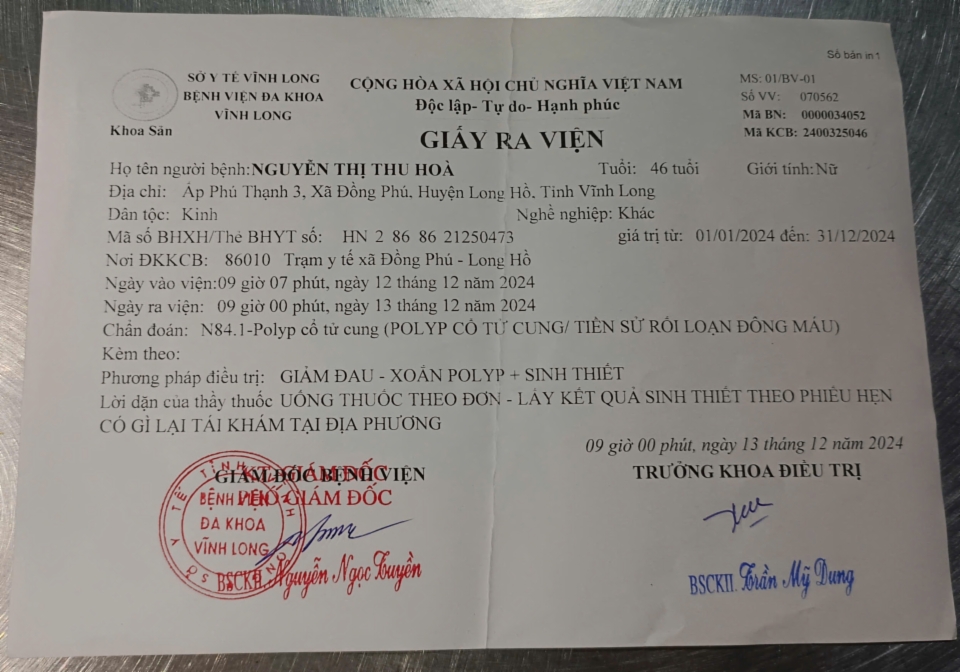 Số bản in 1
SỞ Y TẾ VĨNH LONG
BỆNH VIỆN ĐA KHOA
VĨNH LONG
Khoa Sản
CỘNG HÒA XÃ HỘI CHỦ NGHĨA VIỆT NAM
Độc lập- Tự do- Hạnh phúc
MS: 01/BV-01
Số VV: 070562
Mã BN: 0000034052
Mã KCB: 2400325046
GIẤY RA VIỆN
Họ tên người bệnh:NGUYỄN THỊ THU HOÀ Tuổi: 46 tuổi Giới tính:Nữ
Địa chỉ: Ấp Phú Thạnh 3, Xã Đồng Phú, Huyện Long Hồ, Tỉnh Vĩnh Long
Dân tộc: Kinh Nghề nghiệp: Khác
Mã số BHXH/Thẻ BHYT số: HN 2 86 86 21250473 giá trị từ: 01/01/2024 đến: 31/12/2024
Nơi ĐKKCB: 86010 Trạm y tế xã Đồng Phú - Long Hồ
Ngày vào viện:09 giờ 07 phút, ngày 12 tháng 12 năm 2024
Ngày ra viện: 09 giờ 00 phút, ngày 13 tháng 12 năm 2024
Chẩn đoán: N84.1-Polyp cổ tử cung (POLYP CỔ TỬ CUNG/ TIỀN SỬ RỐI LOẠN ĐÔNG MÁU)
Kèm theo:
Phương pháp điều trị: GIẢM ĐAU - XOẮN POLYP + SINH THIẾT
Lời dặn của thầy thuốc UỐNG THUỐC THEO ĐƠN - LẤY KẾT QUẢ SINH THIẾT THEO PHIẾU HẸN
CÓ GÌ LẠI TÁI KHÁM TẠI ĐỊA PHƯƠNG
09 giờ 00 phút, ngày 13 tháng 12 năm 2024
GIÁM ĐỐC BỆNH VIỆN
KT. GIÁM ĐỐC
PHÓ GIÁM ĐỐC
TRƯỞNG KHOA ĐIỀU TRỊ
BỆNH VIỆN
ĐA KHOA
VĨNH LONG
BSCKII. Nguyễn Ngọc Tuyền
BSCKII. Trần Mỹ Dung